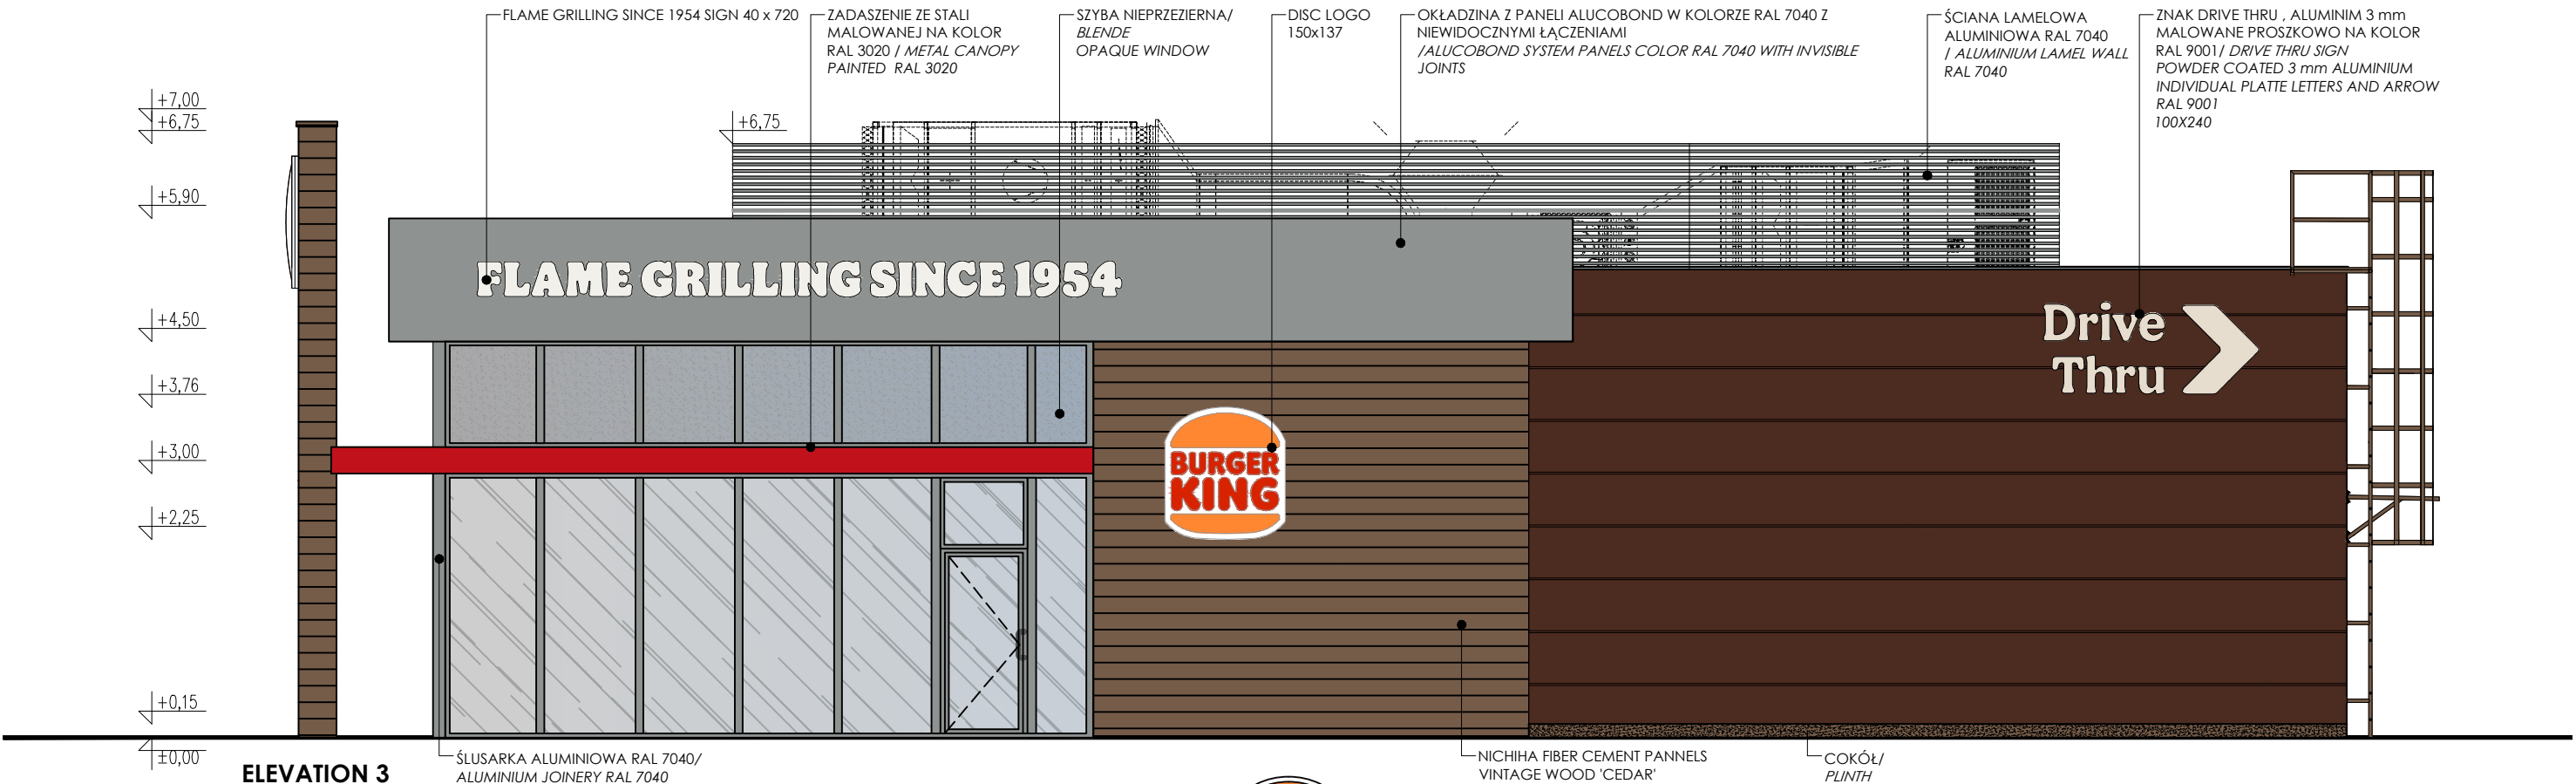 FLAME GRILLING SINCE 1954 SIGN 40 x 720
ZADASZENIE ZE STALI
MALOWANEJ NA KOLOR
RAL 3020 / METAL CANOPY
PAINTED RAL 3020
SZYBA NIEPRZEZIERNA/
BLENDE
OPAQUE WINDOW
DISC LOGO
150x137
OKŁADZINA Z PANELI ALUCOBOND W KOLORZE RAL 7040 Z
NIEWIDOCZNYMI ŁĄCZENIAMI
/ALUCOBOND SYSTEM PANELS COLOR RAL 7040 WITH INVISIBLE
JOINTS
ŚCIANA LAMELOWA
ALUMINIOWA RAL 7040
/ ALUMINIUM LAMEL WALL
RAL 7040
ZNAK DRIVE THRU , ALUMINIM 3 mm
MALOWANE PROSZKOWO NA KOLOR
RAL 9001/ DRIVE THRU SIGN
POWDER COATED 3 mm ALUMINIUM
INDIVIDUAL PLATTE LETTERS AND ARROW
RAL 9001
100X240
+7,00
+6,75
+6,75
+5,90
+4,50
+3,76
+3,00
+2,25
+0,15
±0,00
FLAME GRILLING SINCE 1954
BURGER
KING
Drive
Thru
ŚLUSARKA ALUMINIOWA RAL 7040/
ALUMINIUM JOINERY RAL 7040
NICHIHA FIBER CEMENT PANNELS
VINTAGE WOOD 'CEDAR'
COKÓŁ/
PLINTH
ELEVATION 3